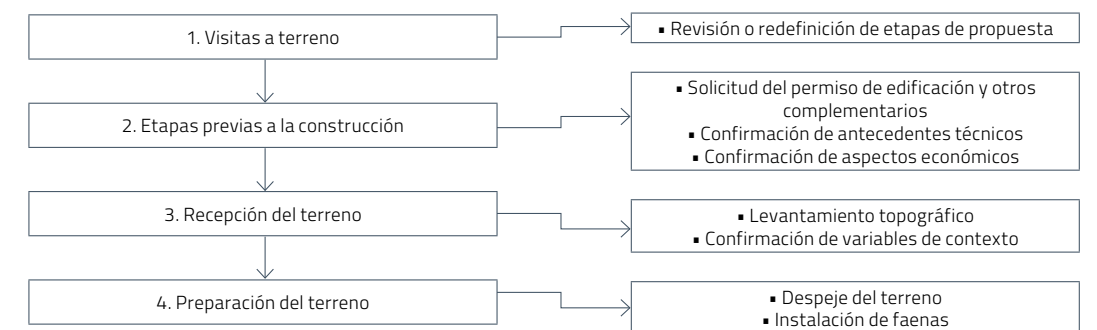 1. Visitas a terreno
▪ Revisión o redefinición de etapas de propuesta
2. Etapas previas a la construcción
▪ Solicitud del permiso de edificación y otros
complementarios
▪ Confirmación de antecedentes técnicos
▪ Confirmación de aspectos económicos
3. Recepción del terreno
▪ Levantamiento topográfico
▪ Confirmación de variables de contexto
4. Preparación del terreno
▪ Despeje del terreno
▪ Instalación de faenas